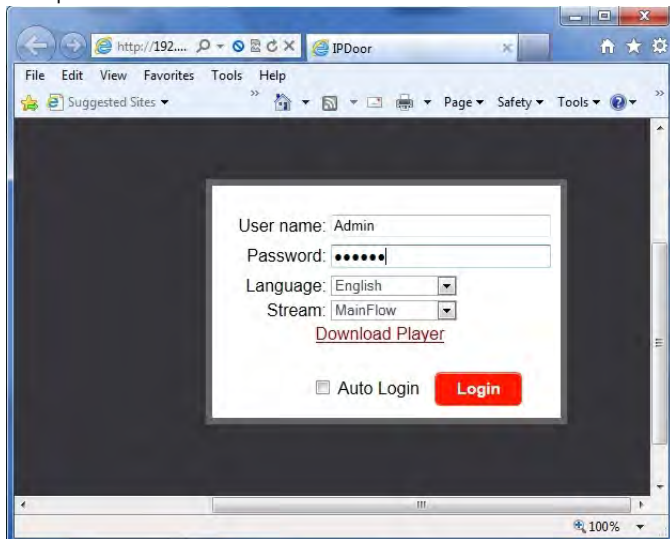 http://192.... IPDoor
File Edit View Favorites Tools Help
Suggested Sites Page Safety Tools
User name: Admin
Password: ••••••
Language: English
Stream: MainFlow
Download Player
Auto Login Login
100%